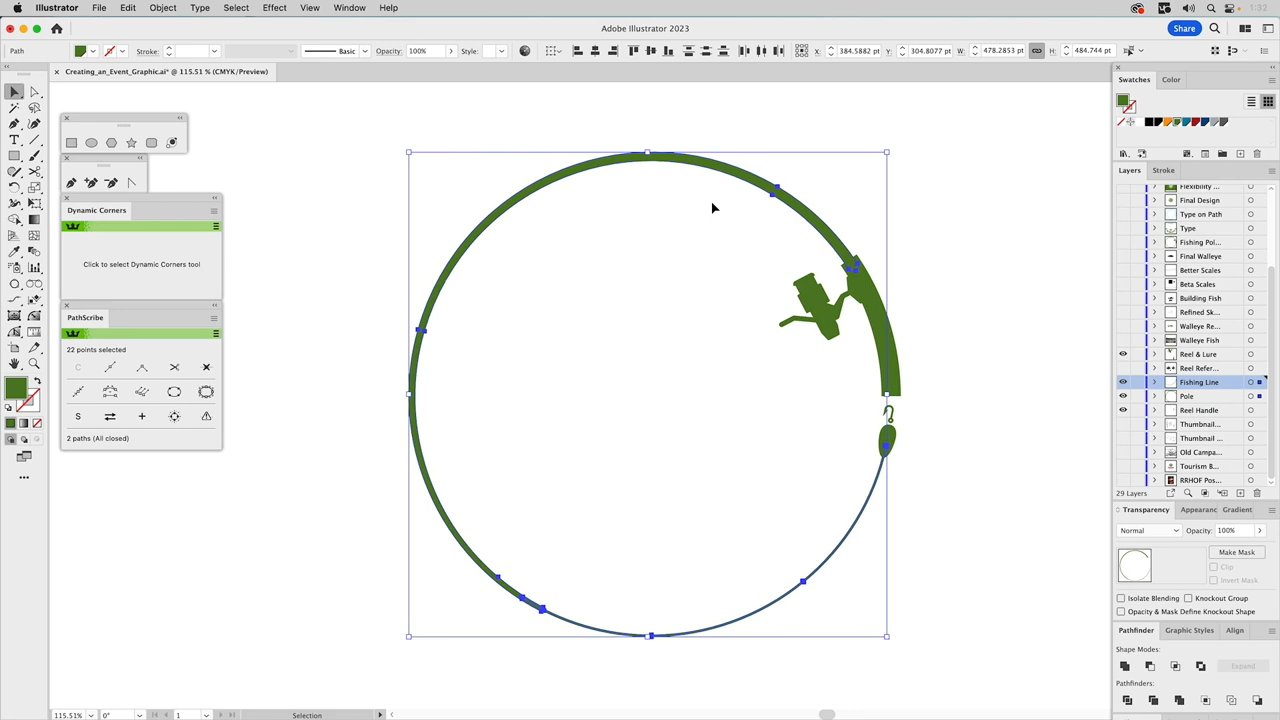 Illustrator File Edit Object Type Select Effect View Window Help 1:32
Adobe Illustrator 2023 Share
Path Stroke: Basic Opacity: 100% Style: X: 384.5882 pt Y: 304.8077 pt W: 478.2853 pt H: 484.744 pt
Creating_an_Event_Graphic.ai* @ 115.51 % (CMYK/Preview)
Swatches Color
Dynamic Corners
Click to select Dynamic Corners tool
PathScribe
22 points selected
2 paths (All closed)
Layers Stroke
Flexibility ...
Final Design
Type on Path
Type
Fishing Pol...
Final Walleye
Better Scales
Beta Scales
Building Fish
Refined Sk...
Walleye Re...
Walleye Fish
Reel & Lure
Reel Refer...
Fishing Line
Pole
Reel Handle
Thumbnail...
Thumbnail ...
Old Campa...
Tourism B...
RRHOF Pos...
29 Layers
Transparency Appearanc Gradient
Normal Opacity: 100%
Make Mask
Clip
Invert Mask
Isolate Blending Knockout Group
Opacity & Mask Define Knockout Shape
Pathfinder Graphic Styles Align
Shape Modes:
Expand
Pathfinders:
115.51% 0° 1 Selection